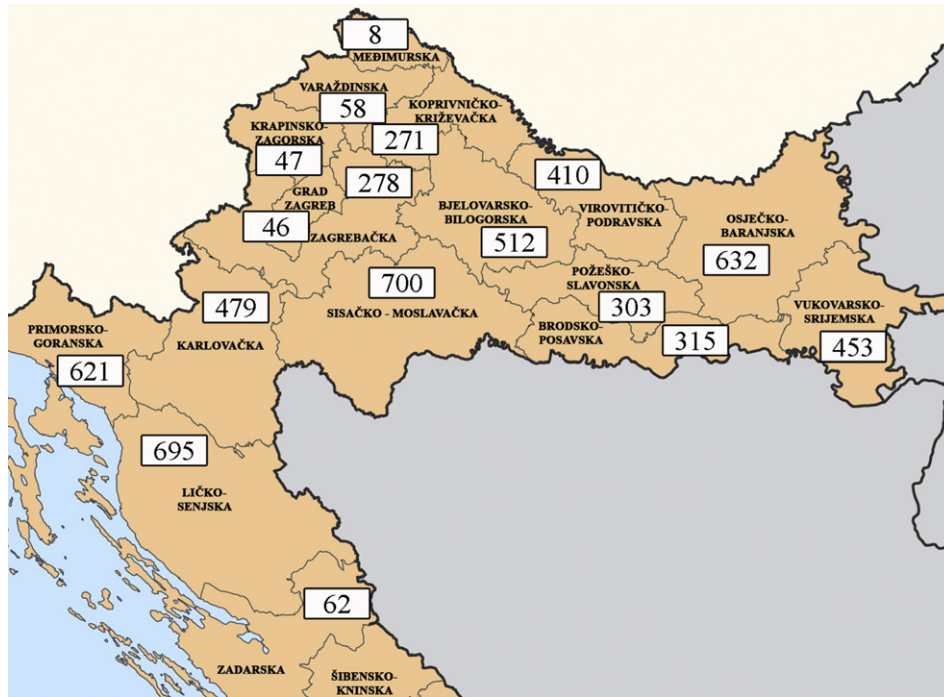 8
MEĐIMURSKA
VARAŽDINSKA
58
KOPRIVNIČKO-
KRIŽEVAČKA
271
KRAPINSKO-
ZAGORSKA
47
278
410
GRAD
ZAGREB
46
ZAGREBAČKA
BJELOVARSKO-
BILOGORSKA
512
VIROVITIČKO-
PODRAVSKA
OSJEČKO-
BARANJSKA
632
700
SISAČKO - MOSLAVAČKA
POŽEŠKO-
SLAVONSKA
303
479
KARLOVAČKA
PRIMORSKO-
GORANSKA
621
BRODSKO-
POSAVSKA
315
VUKOVARSKO-
SRIJEMSKA
453
695
LIČKO-
SENJSKA
62
ZADARSKA
ŠIBENSKO-
KNINSKA